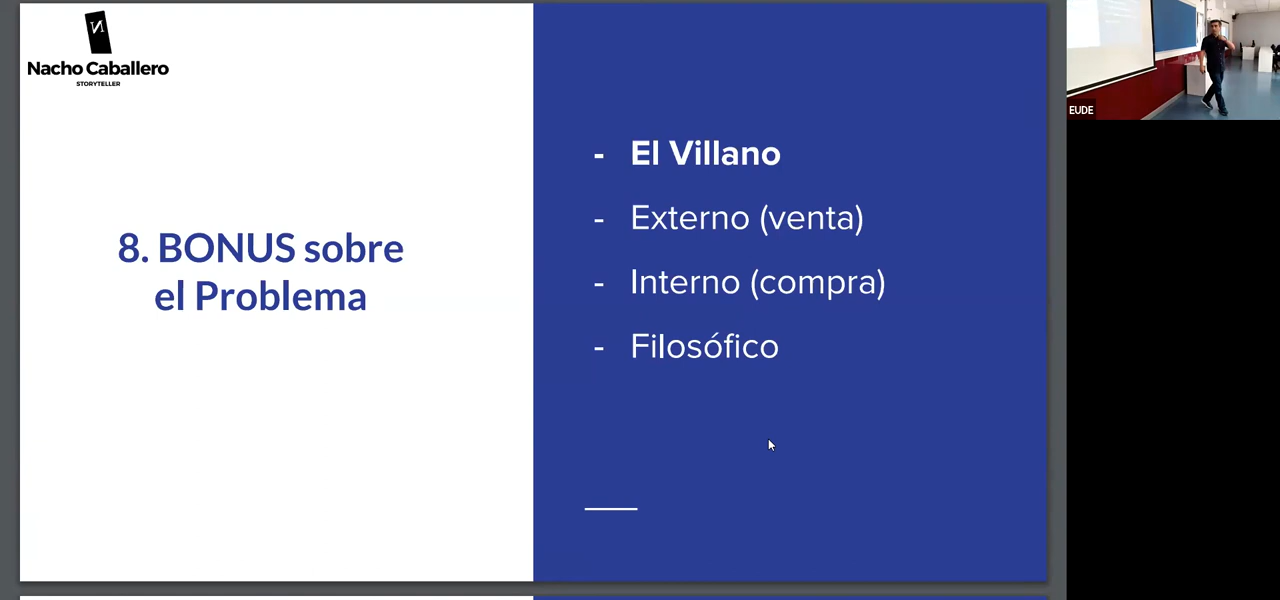 Nacho Caballero
STORYTELLER
8. BONUS sobre
el Problema
- El Villano
- Externo (venta)
- Interno (compra)
- Filosófico
EUDE